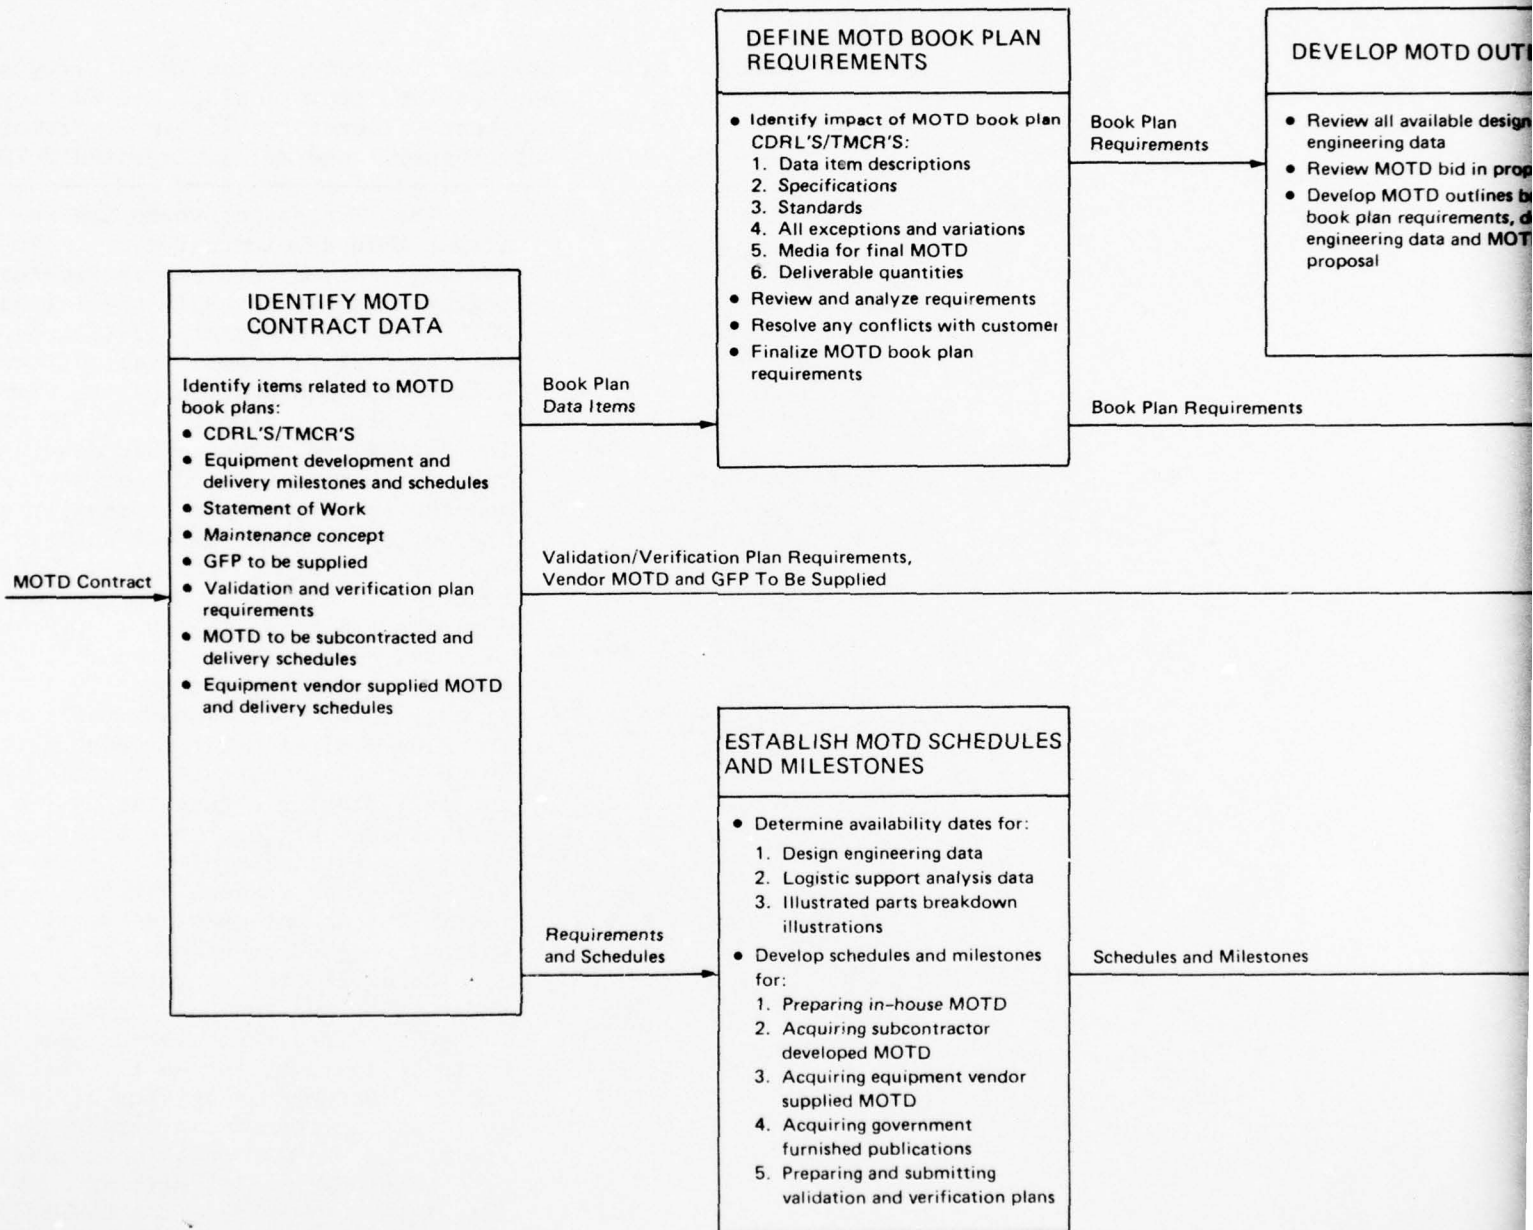 MOTD Contract
IDENTIFY MOTD
CONTRACT DATA
Identify items related to MOTD
book plans:
• CDRL'S/TMCR'S
• Equipment development and
delivery milestones and schedules
• Statement of Work
• Maintenance concept
• GFP to be supplied
• Validation and verification plan
requirements
• MOTD to be subcontracted and
delivery schedules
• Equipment vendor supplied MOTD
and delivery schedules
Book Plan
Data Items
DEFINE MOTD BOOK PLAN
REQUIREMENTS
• Identify impact of MOTD book plan
CDRL'S/TMCR'S:
1. Data item descriptions
2. Specifications
3. Standards
4. All exceptions and variations
5. Media for final MOTD
6. Deliverable quantities
• Review and analyze requirements
• Resolve any conflicts with customer
• Finalize MOTD book plan
requirements
Book Plan
Requirements
DEVELOP MOTD
• Review all available design
engineering data
• Review MOTD bid in
• Develop MOTD outlines
book plan requirements,
engineering data and
proposal
Book Plan Requirements
Validation/Verification Plan Requirements,
Vendor MOTD and GFP To Be Supplied
Requirements
and Schedules
ESTABLISH MOTD SCHEDULES
AND MILESTONES
• Determine availability dates for:
1. Design engineering data
2. Logistic support analysis data
3. Illustrated parts breakdown
illustrations
• Develop schedules and milestones
for:
1. Preparing in-house MOTD
2. Acquiring subcontractor
developed MOTD
3. Acquiring equipment vendor
supplied MOTD
4. Acquiring government
furnished publications
5. Preparing and submitting
validation and verification plans
Schedules and Milestones